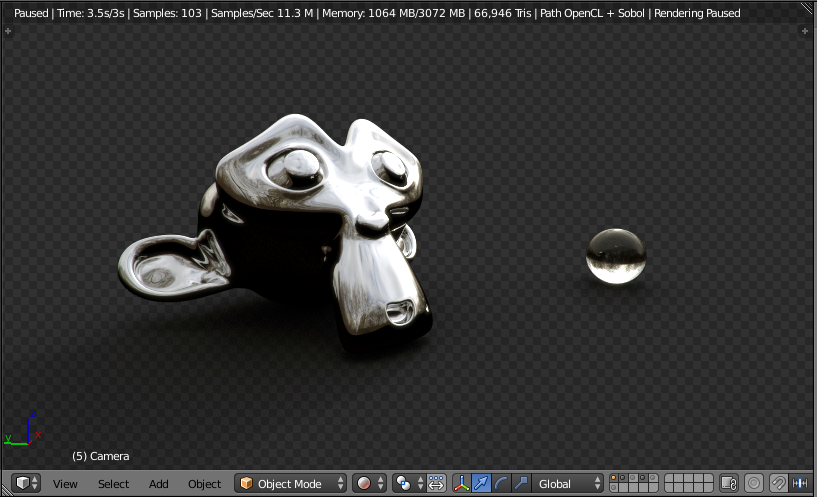 Paused | Time: 3.5s/3s | Samples: 103 | Samples/Sec 11.3 M | Memory: 1064 MB/3072 MB | 66,946 Tris | Path OpenCL + Sobol | Rendering Paused
z
y x
(5) Camera
View Select Add Object Object Mode Global